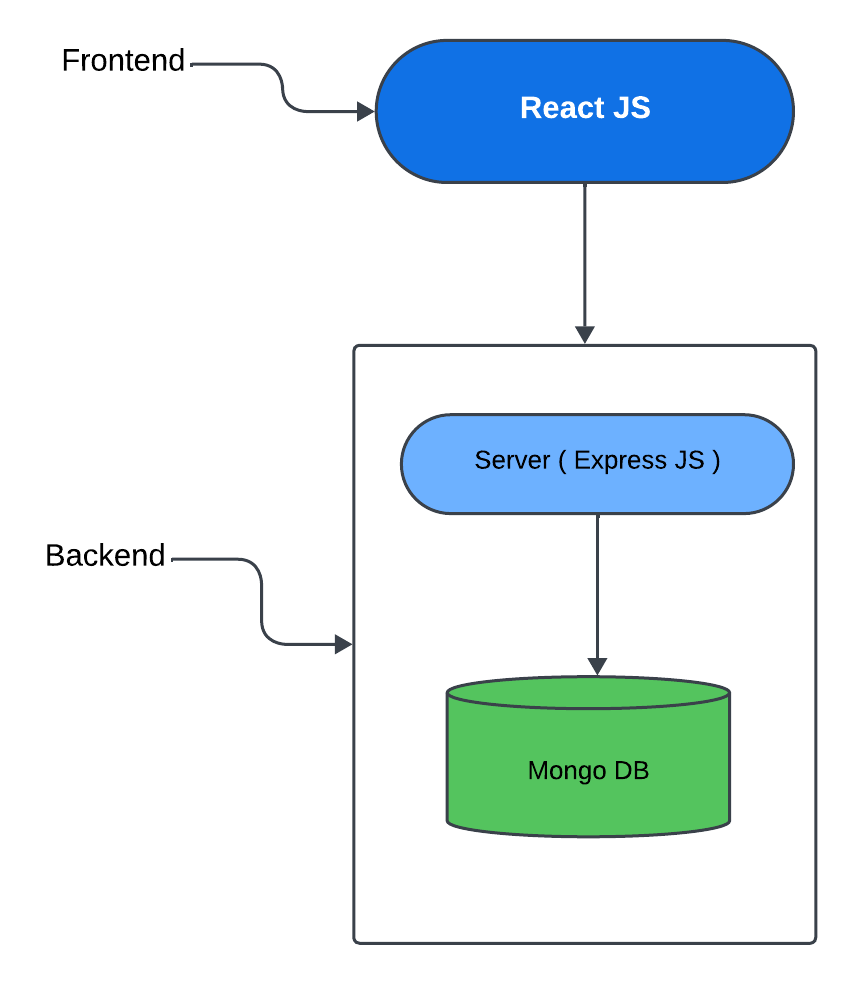 Frontend
React JS
Server ( Express JS )
Backend
Mongo DB